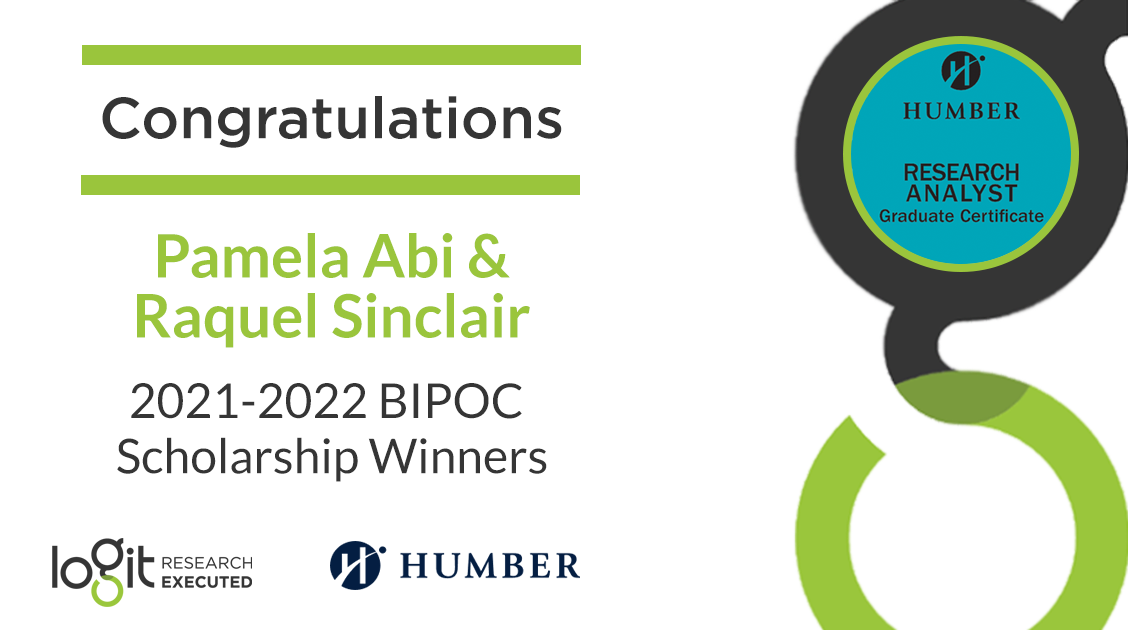 Congratulations
Pamela Abi &
Raquel Sinclair
2021-2022 BIPOC
Scholarship Winners
logit RESEARCH
EXECUTED
HUMBER
HUMBER
RESEARCH
ANALYST
Graduate Certificate